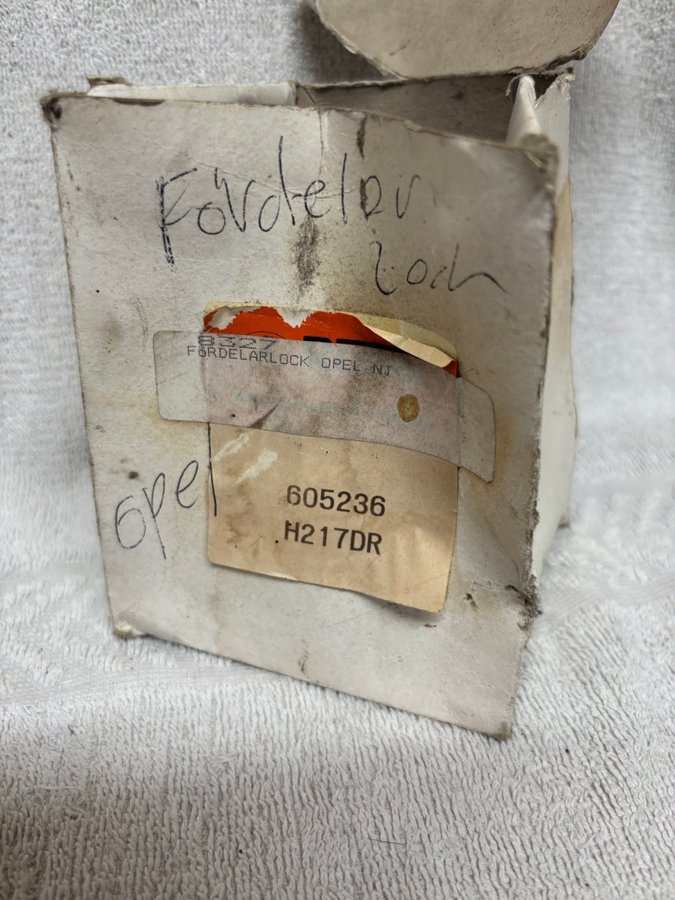 Fördelar
lock
8327
FÖRDELARLOCK OPEL NJ
opel
605236
H217DR